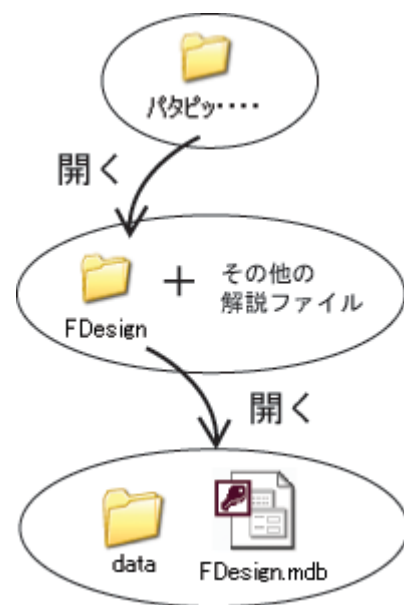 パタピッ・・・・
開く
FDesign
＋
その他の
解説ファイル
開く
data
FDesign.mdb